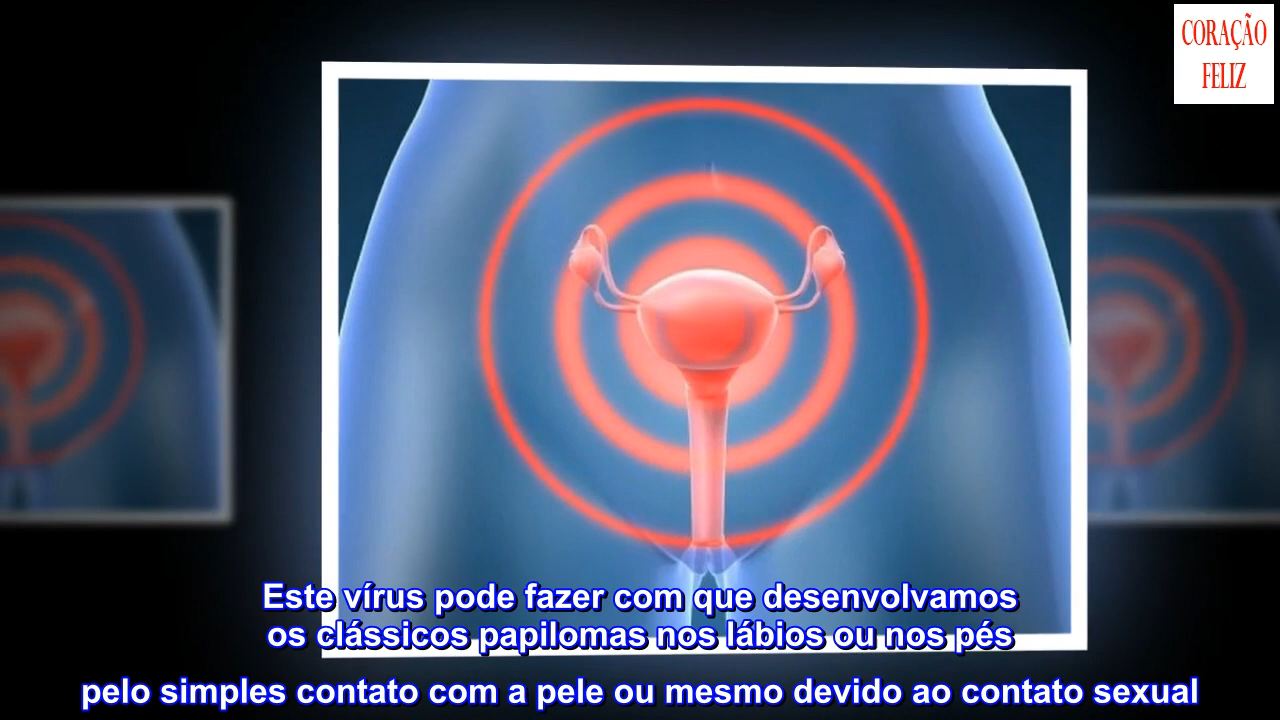 CORAÇÃO
FELIZ
Este vírus pode fazer com que desenvolvamos
os clássicos papilomas nos lábios ou nos pés
pelo simples contato com a pele ou mesmo devido ao contato sexual